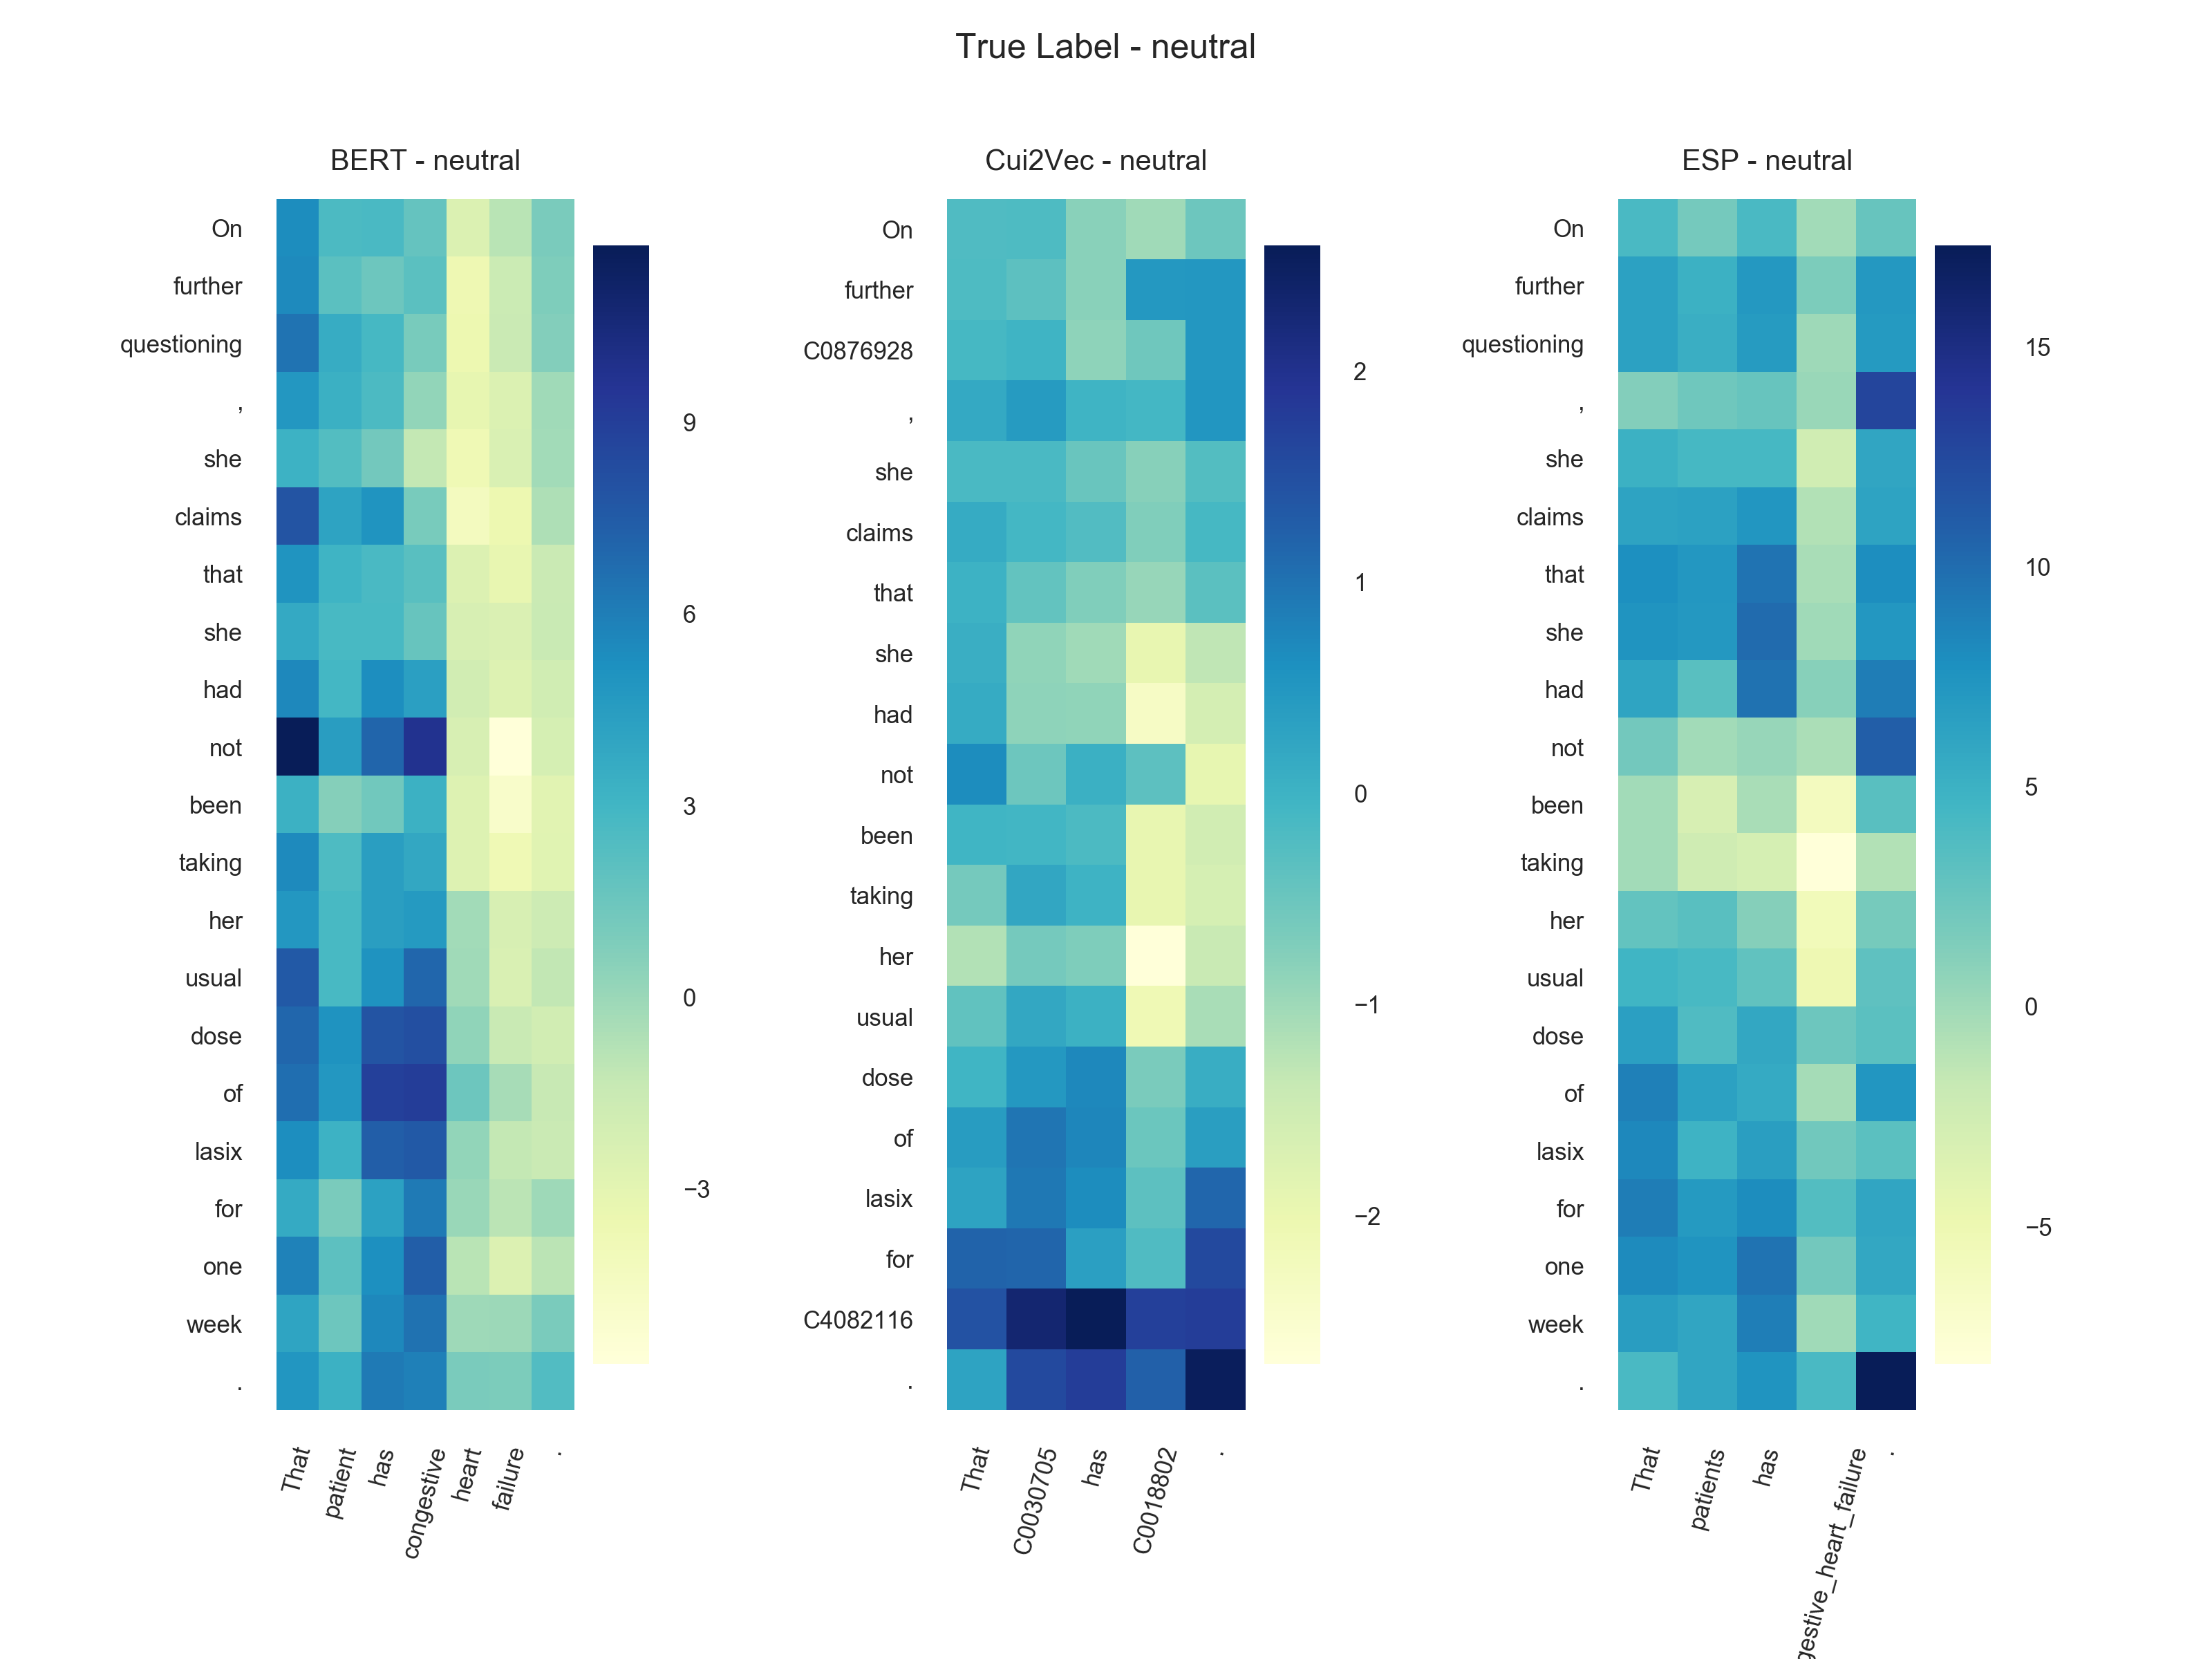 True Label - neutral
BERT - neutral
On
further
questioning
,
she
claims
that
she
had
not
been
taking
her
usual
dose
of
lasix
for
one
week
.
That
patient
has
congestive
heart
failure
.
9
6
3
0
−3
Cui2Vec - neutral
On
further
C0876928
,
she
claims
that
she
had
not
been
taking
her
usual
dose
of
lasix
for
C4082116
.
That
C0030705
has
C0018802
.
2
1
0
−1
−2
ESP - neutral
On
further
questioning
,
she
claims
that
she
had
not
been
taking
her
usual
dose
of
lasix
for
one
week
.
That
patients
has
gestive_heart_failure
.
15
10
5
0
−5